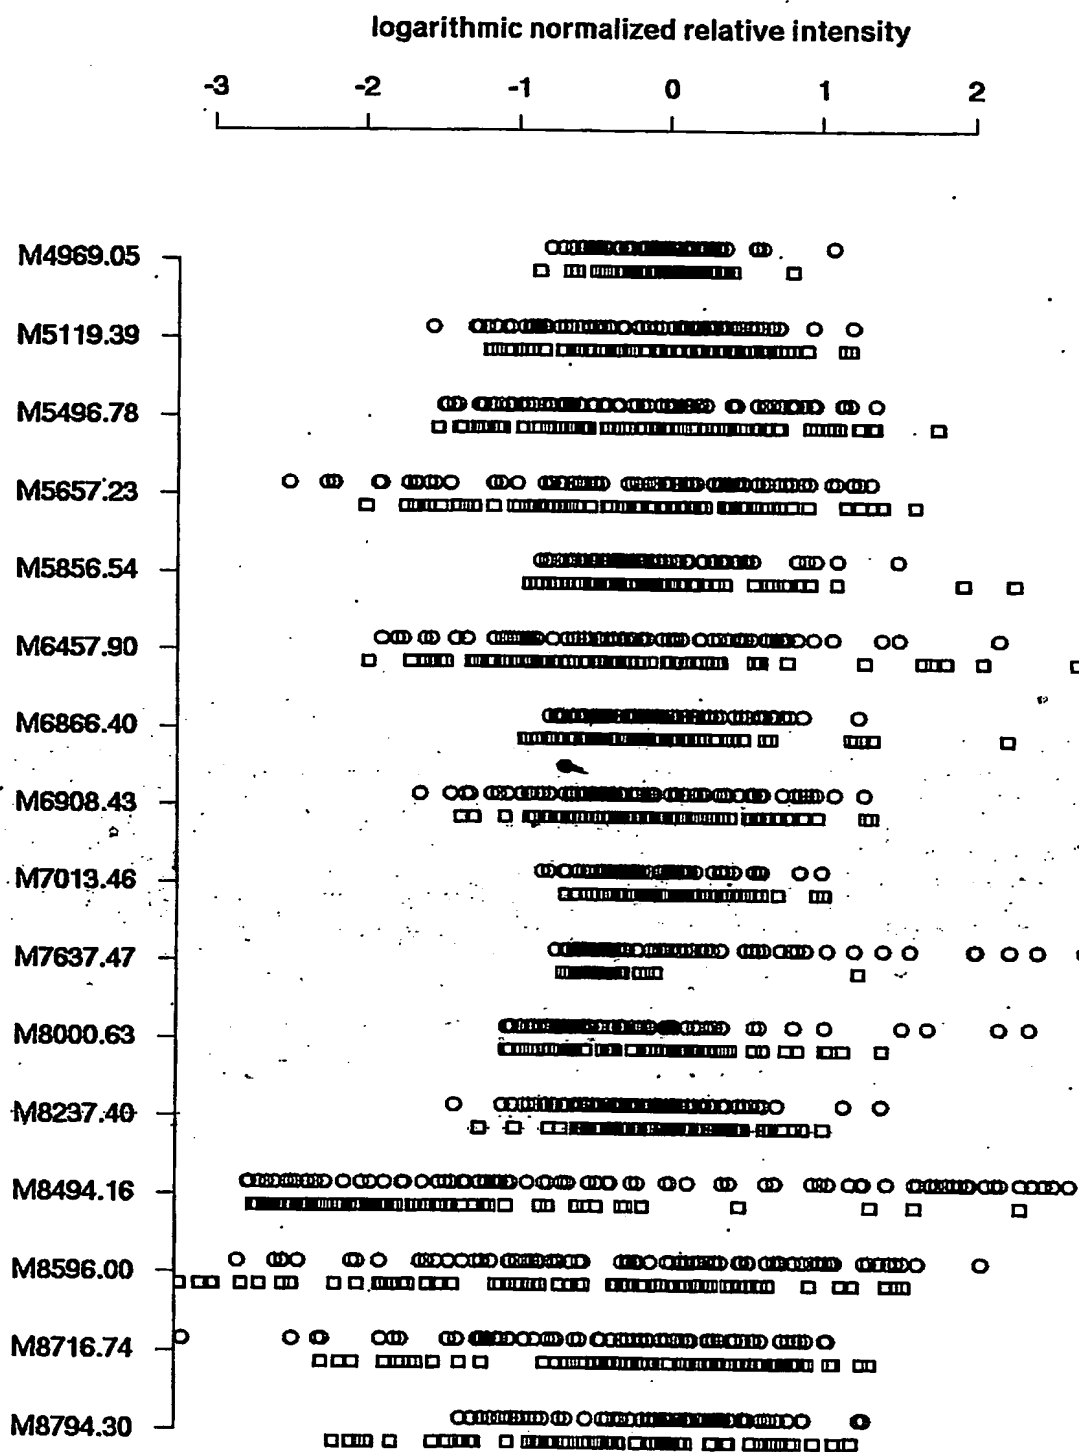 logarithmic normalized relative intensity
-3 -2 -1 0 1 2
M4969.05
M5119.39
M5496.78
M5657.23
M5856.54
M6457.90
M6866.40
M6908.43
M7013.46
M7637.47
M8000.63
M8237.40
M8494.16
M8596.00
M8716.74
M8794.30